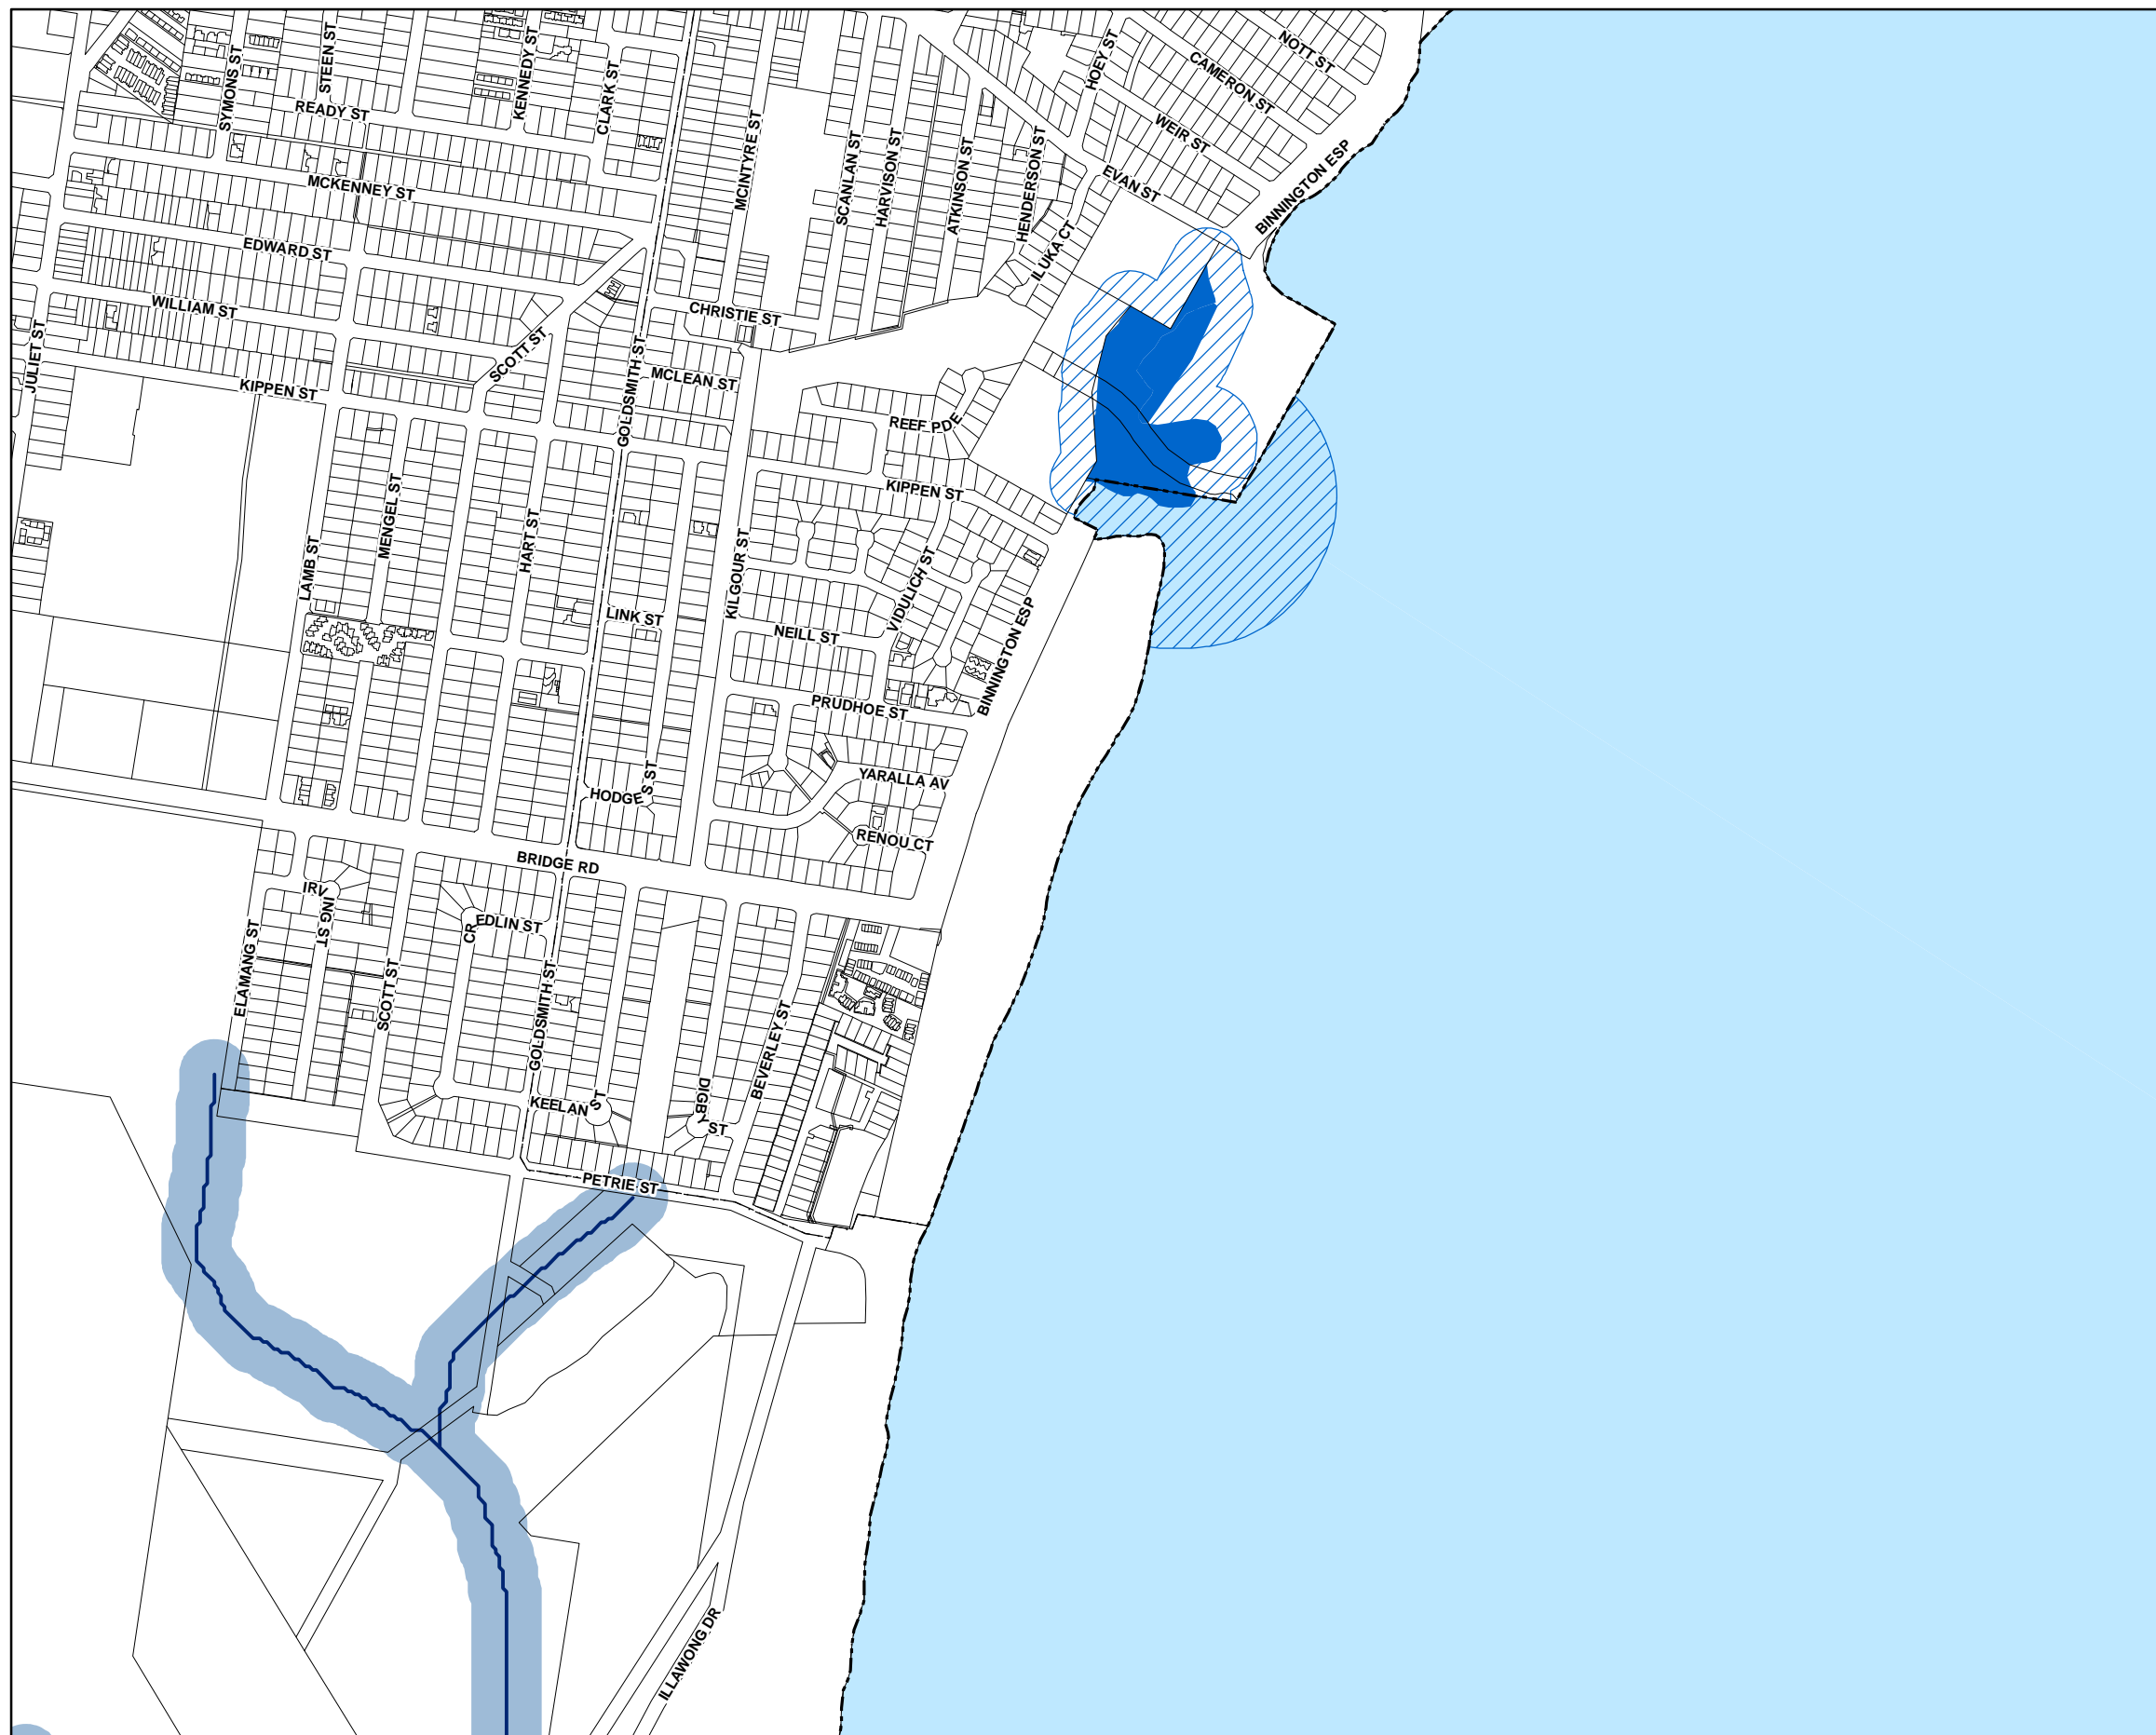 NOTT ST
STEEN ST
KENNEDY ST
HOEY ST
SYMONS ST
CLARK ST
CAMERON ST
READY ST
WEIR ST
MCINTYRE ST
SCANLAN ST
HARVISON ST
ATKINSON ST
HENDERSON ST
EVAN ST
BINNINGTON ESP
MCKENNEY ST
EDWARD ST
ILUKA CT
WILLIAM ST
CHRISTIE ST
JULIET ST
SCOTT ST
GOLDSMITH ST
KIPPEN ST
MCLEAN ST
REEF PDE
KIPPEN ST
MENGEL ST
HART ST
LAMB ST
KILGOUR ST
VIDULICH ST
LINK ST
NEILL ST
BINNINGTON ESP
PRUDHOE ST
YARALLA AV
HODGES ST
RENOU CT
BRIDGE RD
IRVING ST
EDLIN ST
CR
ELAMANG ST
SCOTT ST
GOLDSMITH ST
BEVERLEY ST
KEELAN ST
DIGBY ST
PETRIE ST
ILLAWONG DR